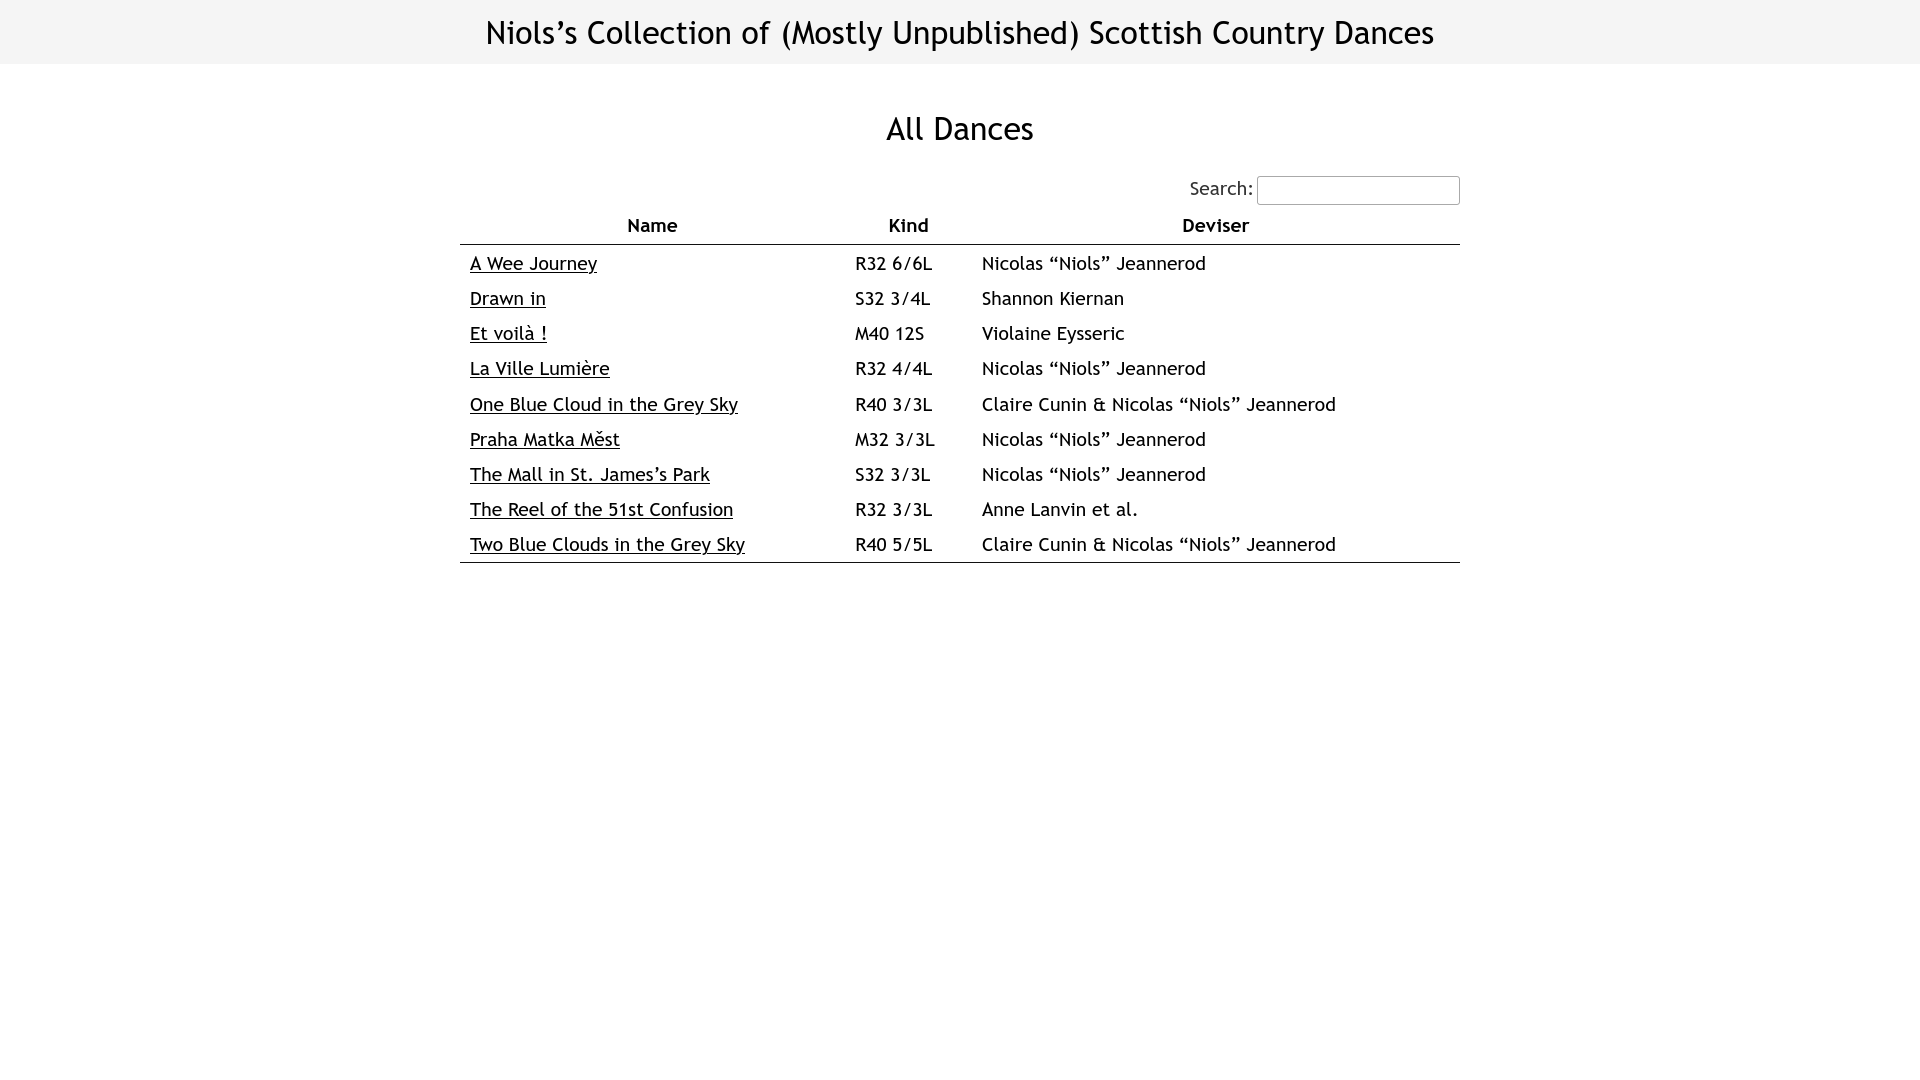 Niols’s Collection of (Mostly Unpublished) Scottish Country Dances
All Dances
Search:
Name Kind Deviser
A Wee Journey R32 6/6L Nicolas “Niols” Jeannerod
Drawn in S32 3/4L Shannon Kiernan
Et voilà ! M40 12S Violaine Eysseric
La Ville Lumière R32 4/4L Nicolas “Niols” Jeannerod
One Blue Cloud in the Grey Sky R40 3/3L Claire Cunin & Nicolas “Niols” Jeannerod
Praha Matka Měst M32 3/3L Nicolas “Niols” Jeannerod
The Mall in St. James’s Park S32 3/3L Nicolas “Niols” Jeannerod
The Reel of the 51st Confusion R32 3/3L Anne Lanvin et al.
Two Blue Clouds in the Grey Sky R40 5/5L Claire Cunin & Nicolas “Niols” Jeannerod